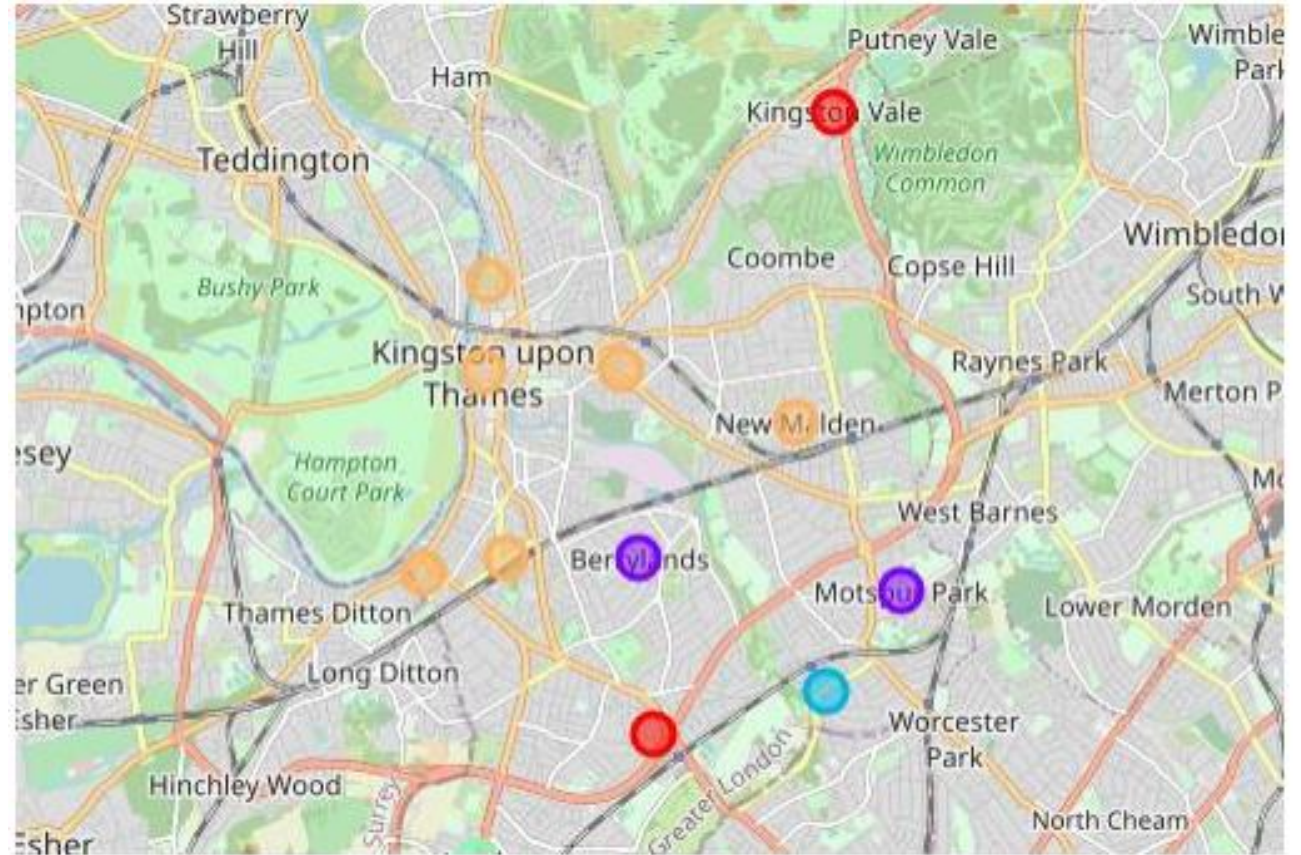 Strawberry
Hill
Putney Vale
Wimble
Park
Ham
Kingston Vale
Teddington
Wimbledon
Common
Wimbledon
Coombe
Copse Hill
Bushy Park
South W
mpton
Kingston upon
Thames
Raynes Park
Merton P
New Malden
esey
Hampton
Court Park
Mo
West Barnes
Berrylands
Motspur Park
Lower Morden
Thames Ditton
Long Ditton
er Green
Esher
Worcester
Park
Hinchley Wood
Surrey
Greater London
North Cheam
Esher